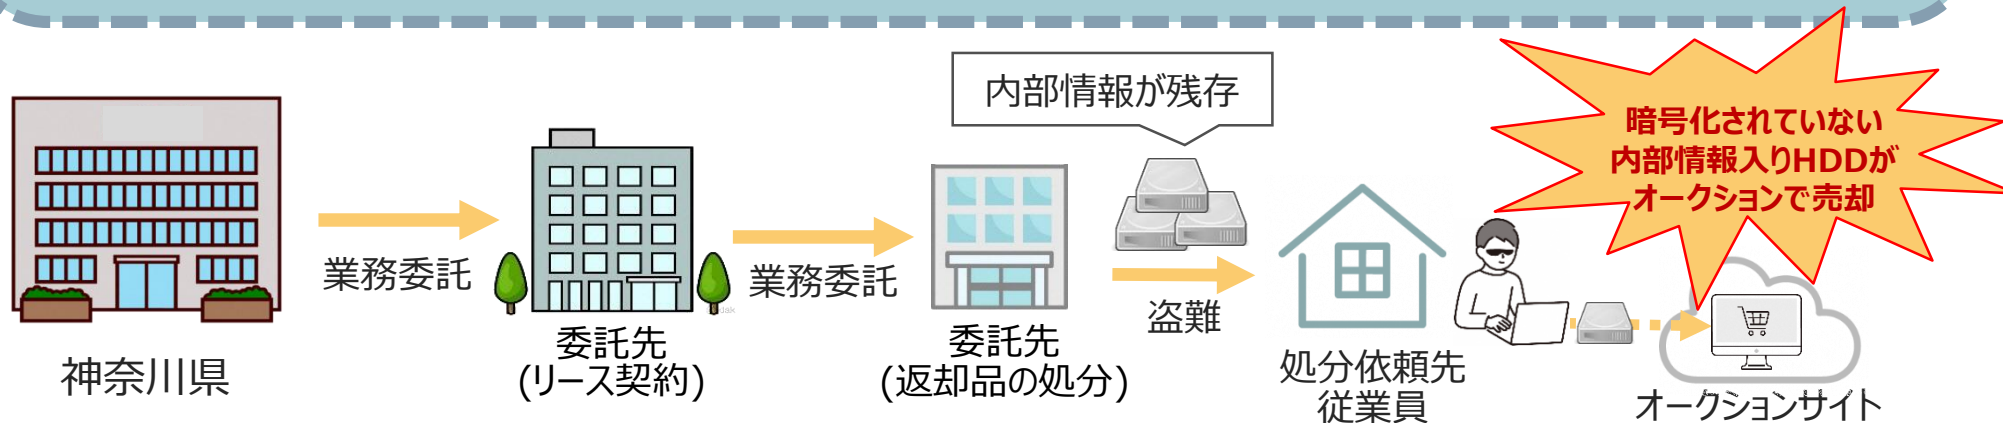 内部情報が残存
暗号化されていない
内部情報入りHDDが
オークションで売却
業務委託
業務委託
盗難
神奈川県
委託先
(リース契約)
委託先
(返却品の処分)
処分依頼先
従業員
オークションサイト